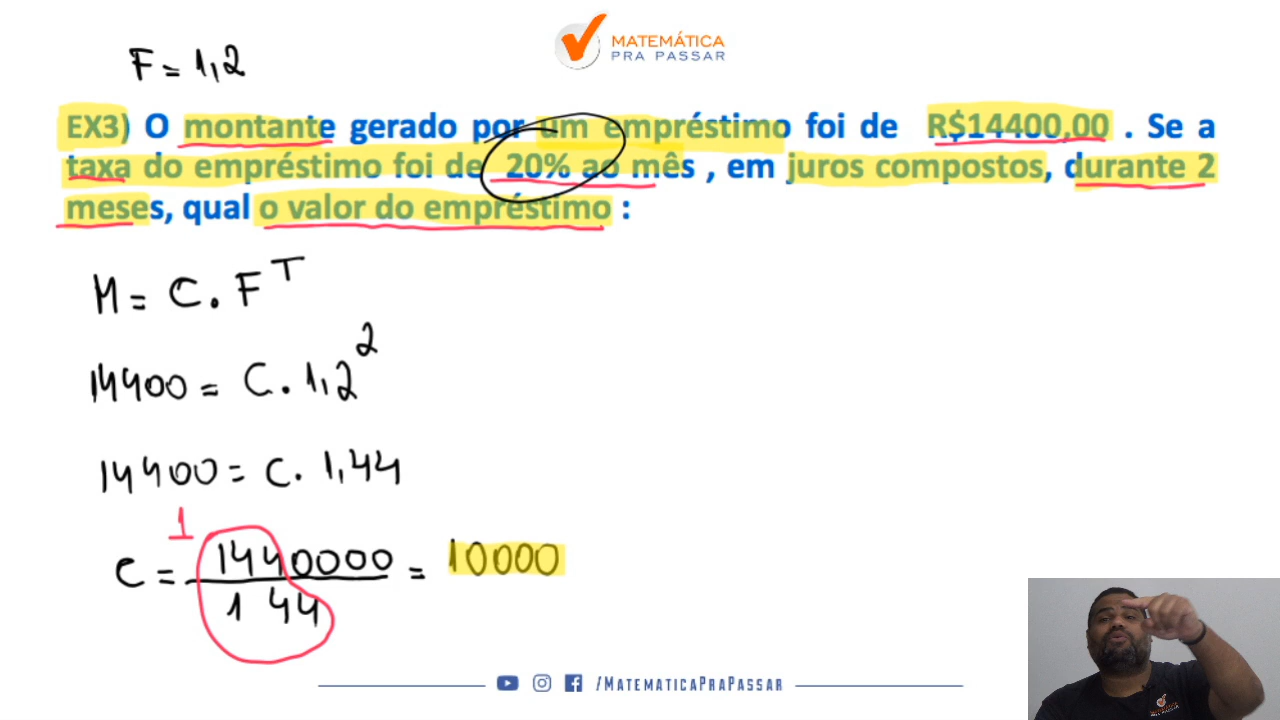 F = 1,2
MATEMÁTICA
PRA PASSAR
EX3) O montante gerado por um empréstimo foi de R$14400,00 . Se a
taxa do empréstimo foi de 20% ao mês , em juros compostos, durante 2
meses, qual o valor do empréstimo :
M = C . F^T
14400 = C . 1,2^2
14400 = C . 1,44
1
C = 1440000 = 10000
1 44
/MATEMATICAPRAPASSAR